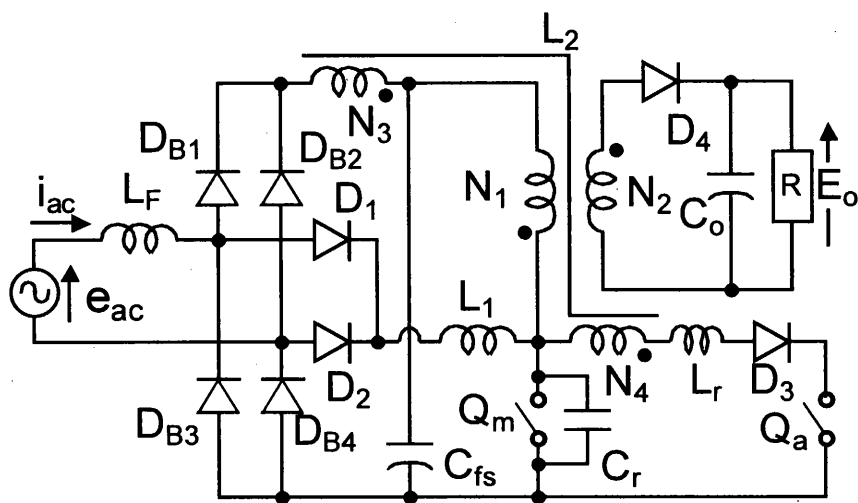 L2
N3
DB1
DB2
D4
iac
LF
D1
N1
N2
Co
R
Eo
eac
L1
D2
N4
Lr
D3
DB3
DB4
Qm
Qa
Cfs
Cr